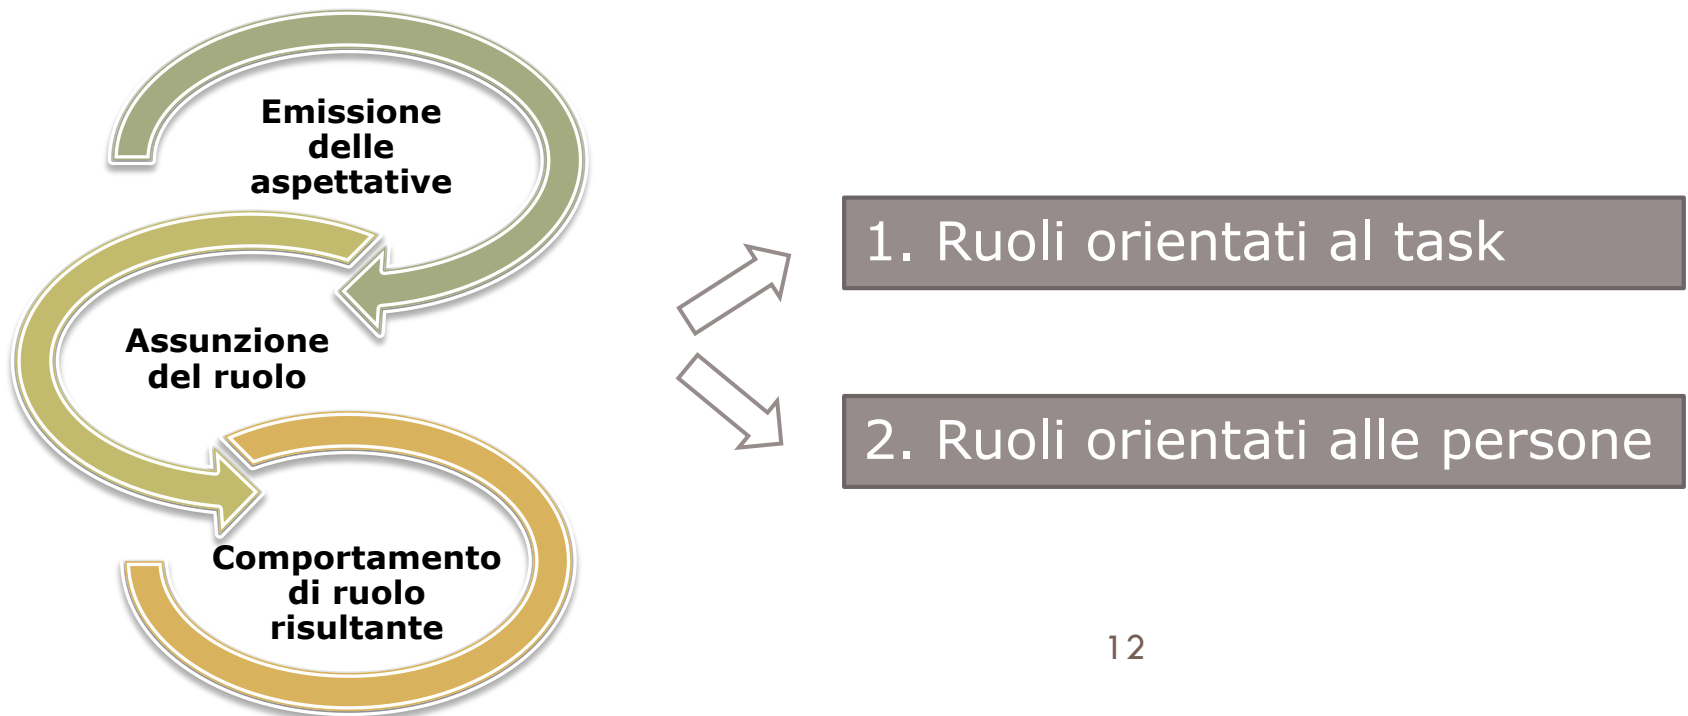 Emissione
delle
aspettative
Assunzione
del ruolo
Comportamento
di ruolo
risultante
1. Ruoli orientati al task
2. Ruoli orientati alle persone
12